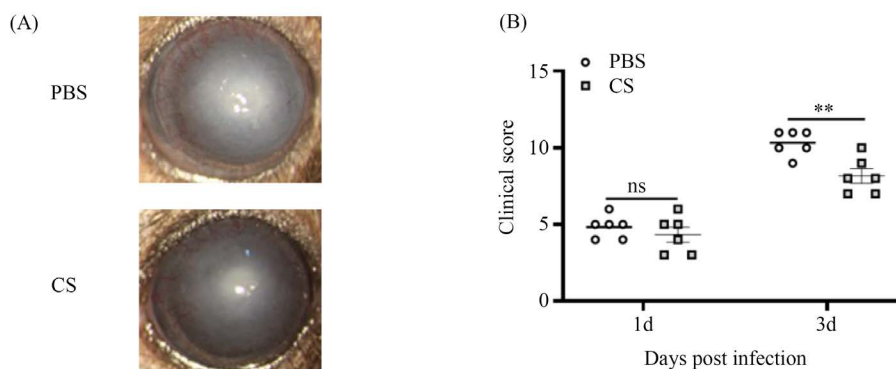 (A)
PBS
CS
(B)
PBS
CS
Clinical score
15
10
5
0
ns
**
1d
3d
Days post infection